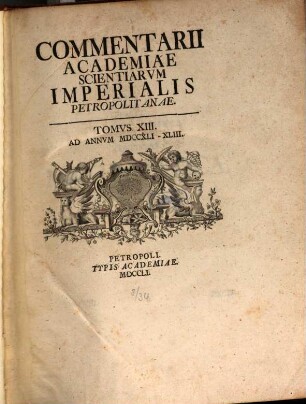 COMMENTARII
ACADEMIAE
SCIENTIARVM
IMPERIALIS
PETROPOLITANAE.
TOMVS XIII.
AD ANNVM MDCCXLI-XLIII.
PETROPOLI.
TYPIS ACADEMIAE.
MDCCLI.